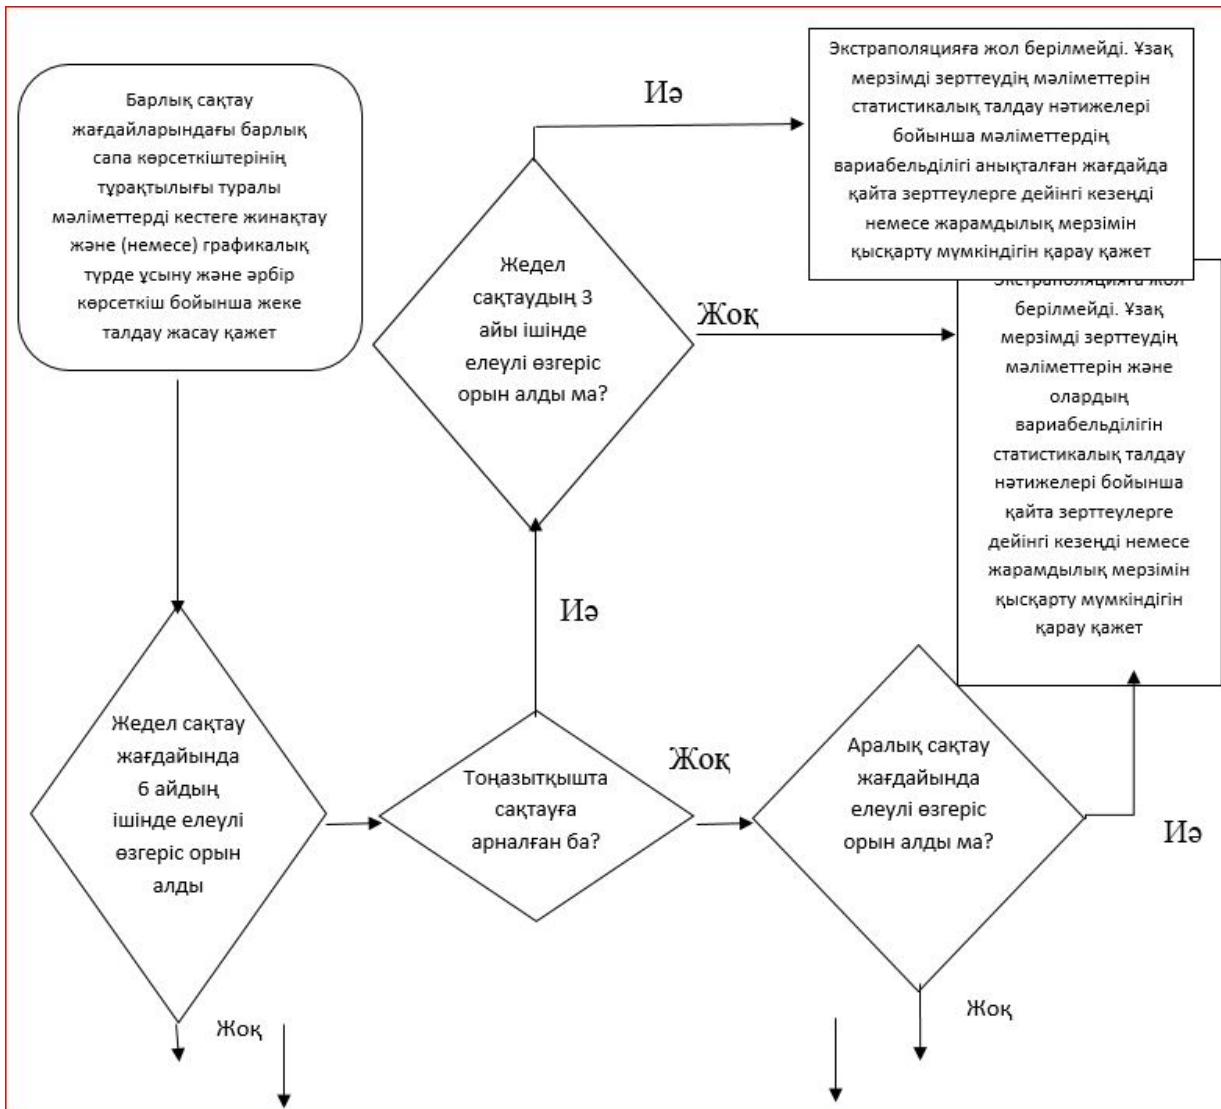 Барлық сақтау
жағдайларындағы барлық
сапа көрсеткіштерінің
тұрақтылығы туралы
мәліметтерді кестеге жинақтау
және (немесе) графикалық
түрде ұсыну және әрбір
көрсеткіш бойынша жеке
талдау жасау қажет
Иә
Экстраполяцияға жол берілмейді. Ұзақ
мерзімді зерттеудің мәліметтерін
статистикалық талдау нәтижелері
бойынша мәліметтердің
вариабельділігі анықталған жағдайда
қайта зерттеулерге дейінгі кезеңді
немесе жарамдылық мерзімін
қысқарту мүмкіндігін қарау қажет
Жедел
сақтаудың 3
айы ішінде
елеулі өзгеріс
орын алды ма?
Жоқ
Экстраполяцияға жол
берілмейді. Ұзақ
мерзімді зерттеудің
мәліметтерін және
олардың
вариабельділігін
статистикалық талдау
нәтижелері бойынша
қайта зерттеулерге
дейінгі кезеңді немесе
жарамдылық мерзімін
қысқарту мүмкіндігін
қарау қажет
Иә
Жедел сақтау
жағдайында
6 айдың
ішінде елеулі
өзгеріс орын
алды
Тоңазытқышта
сақтауға
арналған ба?
Жоқ
Аралық сақтау
жағдайында
елеулі өзгеріс
орын алды ма?
Иә
Жоқ
Жоқ